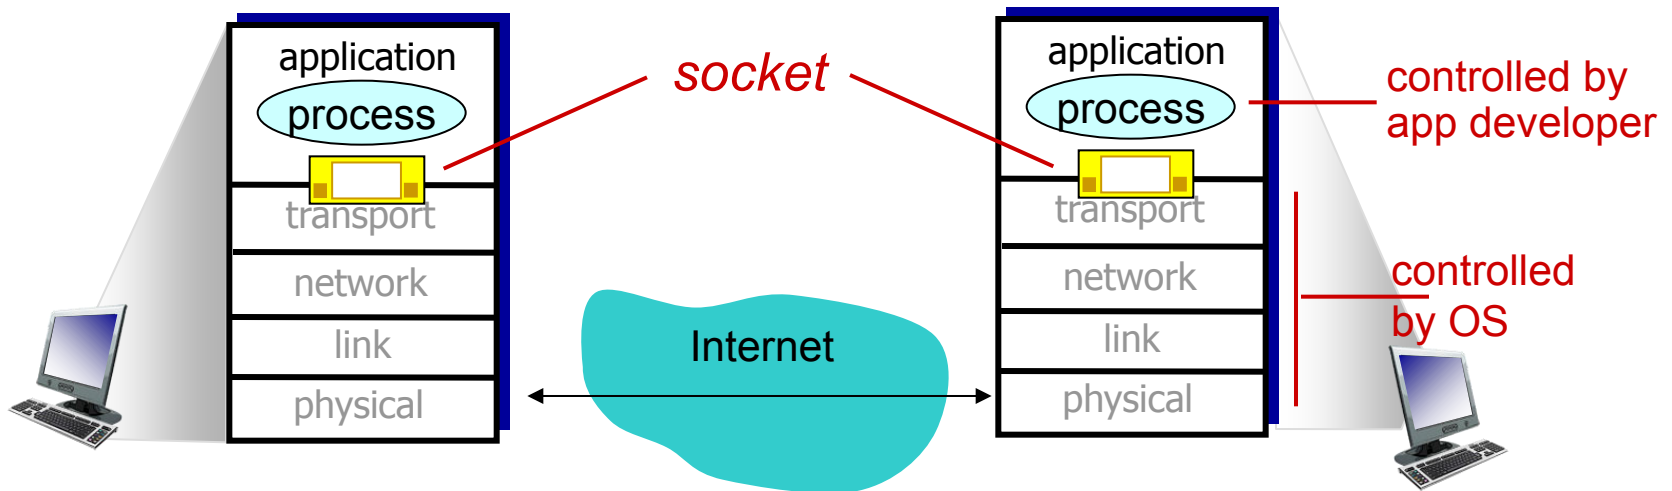 application
process
transport
network
link
physical
socket
Internet
application
process
transport
network
link
physical
controlled by
app developer
controlled
by OS